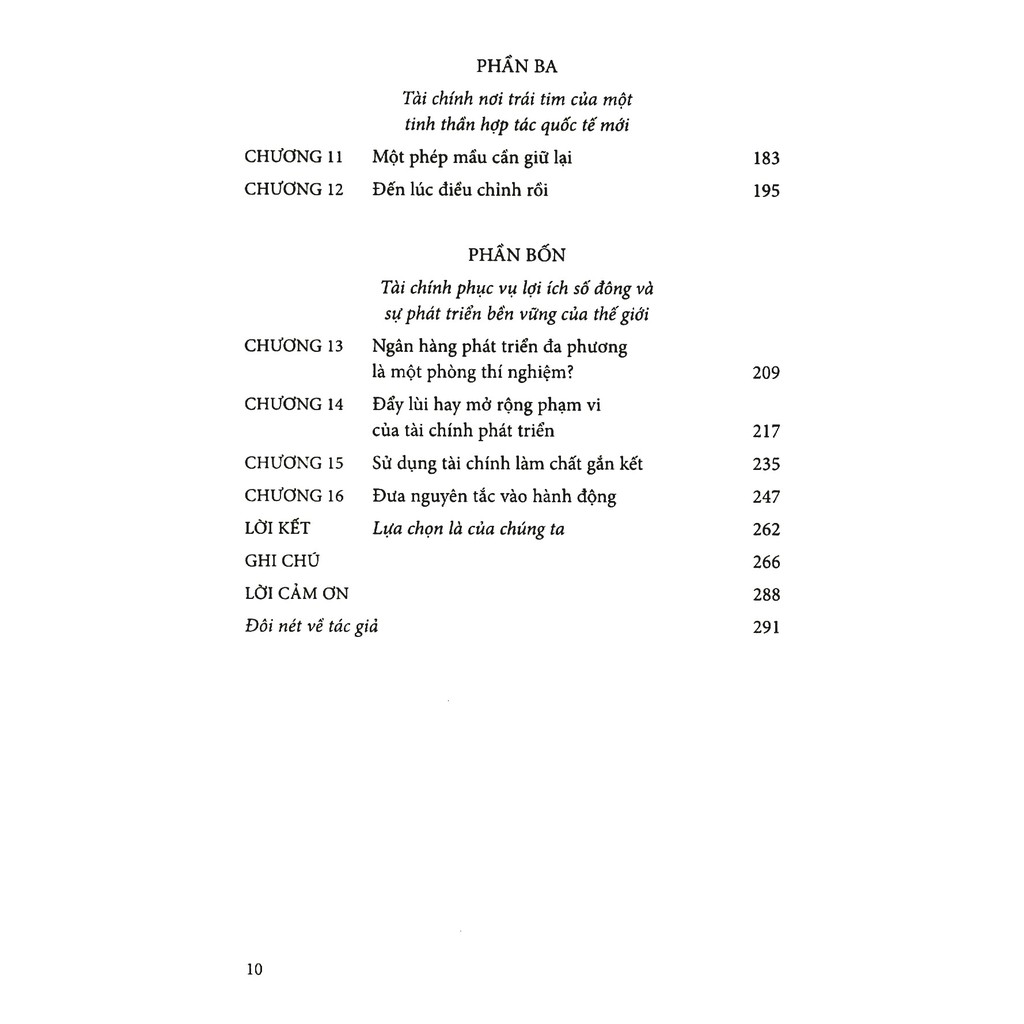 PHẦN BA
Tài chính nơi trái tim của một
tinh thần hợp tác quốc tế mới
CHƯƠNG 11 Một phép mầu cần giữ lại 183
CHƯƠNG 12 Đến lúc điều chỉnh rồi 195
PHẦN BỐN
Tài chính phục vụ lợi ích số đông và
sự phát triển bền vững của thế giới
CHƯƠNG 13 Ngân hàng phát triển đa phương
là một phòng thí nghiệm? 209
CHƯƠNG 14 Đẩy lùi hay mở rộng phạm vi
của tài chính phát triển 217
CHƯƠNG 15 Sử dụng tài chính làm chất gắn kết 235
CHƯƠNG 16 Đưa nguyên tắc vào hành động 247
LỜI KẾT Lựa chọn là của chúng ta 262
GHI CHÚ 266
LỜI CẢM ƠN 288
Đôi nét về tác giả 291
10